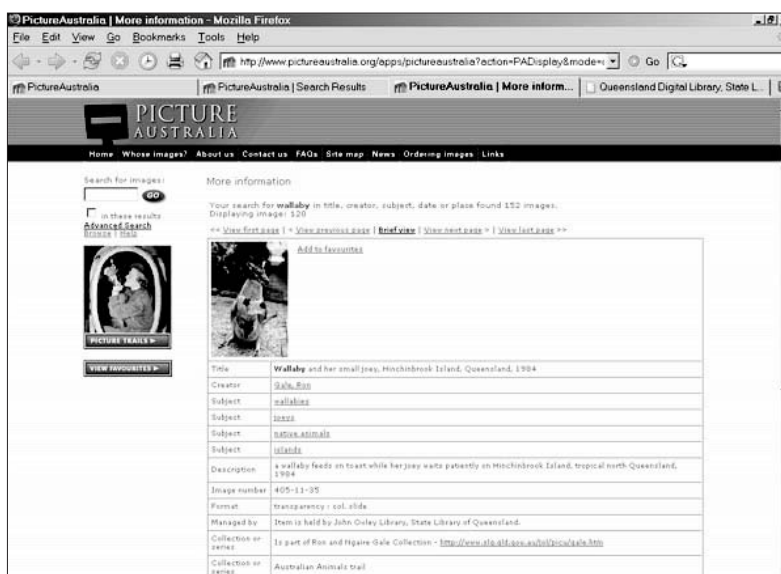 PictureAustralia | More information - Mozilla Firefox
File Edit View Go Bookmarks Tools Help
http://www.pictureaustralia.org/apps/pictureaustralia?action=PADisplay&mode= Go
PictureAustralia PictureAustralia | Search Results PictureAustralia | More inform... Queensland Digital Library, State L...
PICTURE
AUSTRALIA
Home Whose images? About us Contact us FAQs Site map News Ordering images Links
Search for images:
GO
in these results
Advanced Search
Browse | Help
PICTURE TRAILS
VIEW FAVOURITES
More information
Your search for wallaby in title, creator, subject, date or place found 152 images.
Displaying image: 120
<< View first page | < View previous page | Brief view | View next page > | View last page >>
Add to favourites
Title Wallaby and her small joey, Hinchinbrook Island, Queensland, 1984
Creator Gale, Ron
Subject wallabies
Subject joeys
Subject native animals
Subject islands
Description a wallaby feeds on toast while her joey waits patiently on Hinchinbrook Island, tropical north Queensland,
1984
Image number 405-11-35
Format transparency : col. slide
Managed by Item is held by John Oxley Library, State Library of Queensland.
Collection or
series Is part of Ron and Ngaire Gale Collection - http://www.slq.qld.gov.au/jol/picu/gale.htm
Collection or
series Australian Animals trail